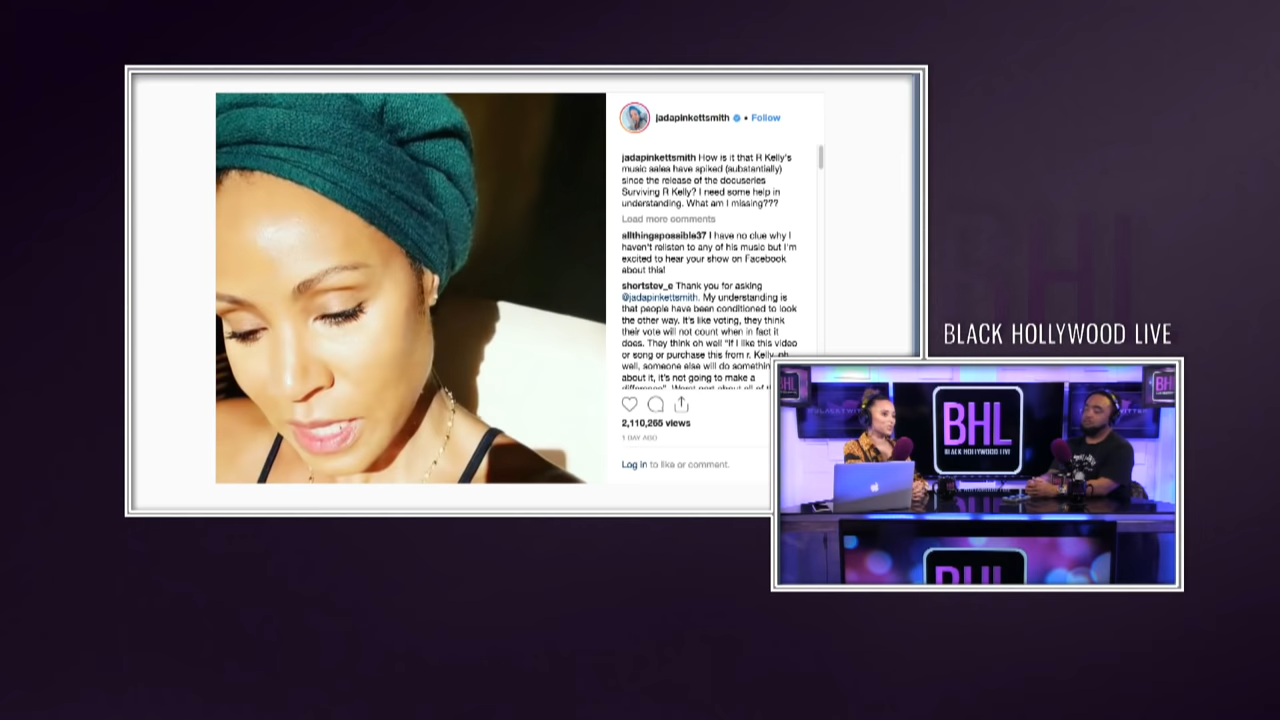 jadapinkettsmith • Follow
jadapinkettsmith How is it that R Kelly's
music sales have spiked (substantially)
since the release of the docuseries
Surviving R Kelly? I need some help in
understanding. What am I missing???
Load more comments
allthingspossible37 I have no clue why I
haven't relisten to any of his music but I'm
excited to hear your show on Facebook
about this!
shortstev_e Thank you for asking
@jadapinkettsmith. My understanding is
that people have been conditioned to look
the other way. It's like voting, they think
their vote will not count when in fact it
does. They think oh well "if I like this video
or song or purchase this from r. Kelly oh
well, someone else will do somethin
about it, it's not going to make a
2,110,265 views
1 DAY AGO
Log in to like or comment.
BLACK HOLLYWOOD LIVE
BHL
BHL
BHL
BLACK HOLLYWOOD LIVE
BHL